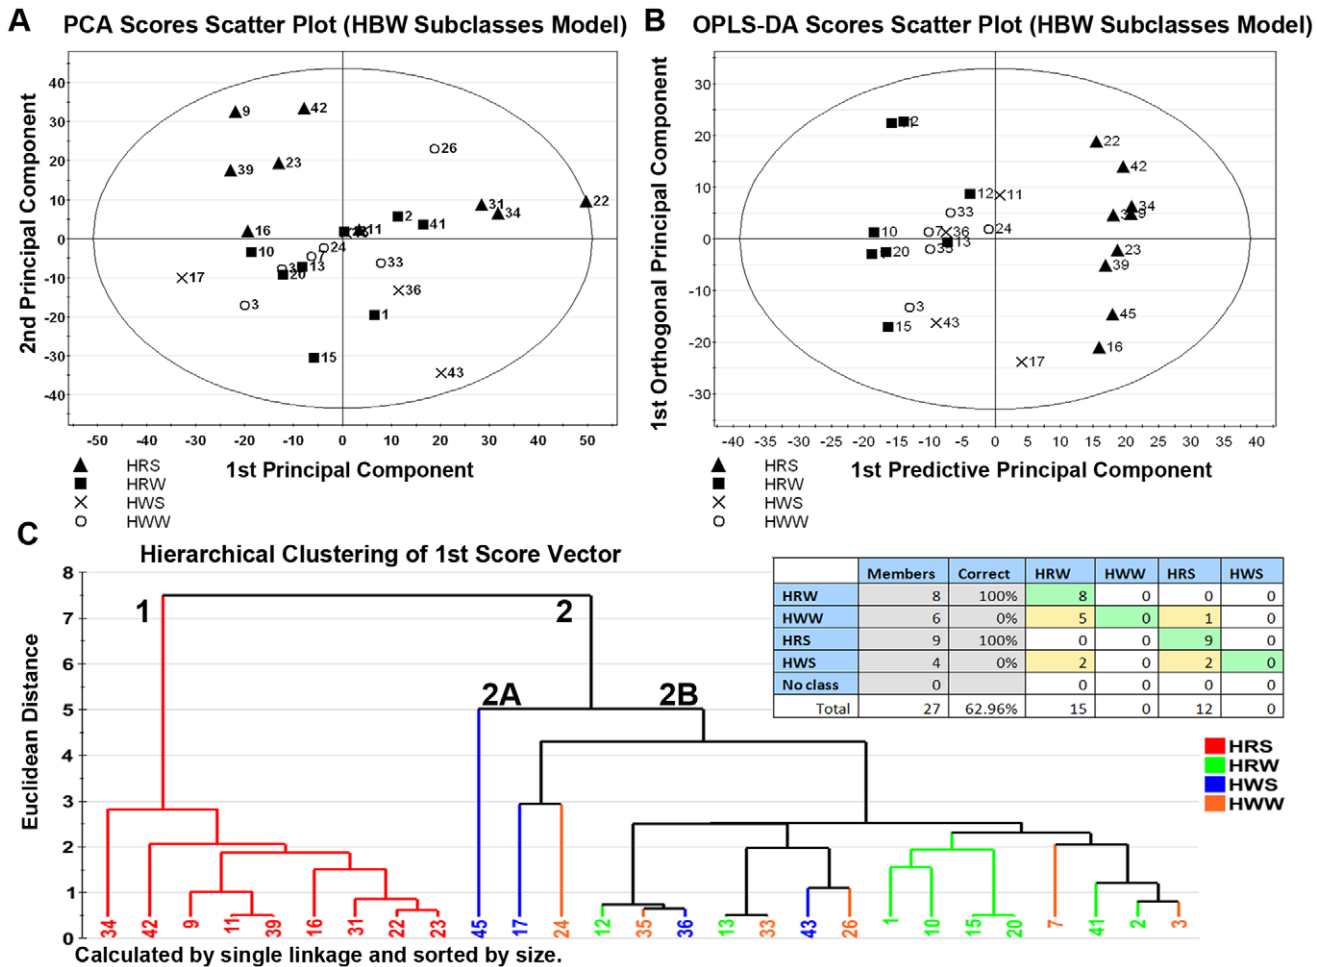 A PCA Scores Scatter Plot (HBW Subclasses Model)
2nd Principal Component
40
30
20
10
0
-10
-20
-30
-40
-50 -40 -30 -20 -10 0 10 20 30 40 50
9
42
26
39
23
22
31
34
16
11
2
41
10
24
7
13
20
33
17
3
36
1
15
43
1st Principal Component
HRS
HRW
HWS
HWW
B OPLS-DA Scores Scatter Plot (HBW Subclasses Model)
1st Orthogonal Principal Component
30
20
10
0
-10
-20
-30
-40 -35 -30 -25 -20 -15 -10 -5 0 5 10 15 20 25 30 35 40
2
22
42
12
11
34
9
33
10
7
36
24
13
20
35
23
39
3
15
43
45
16
17
1st Predictive Principal Component
HRS
HRW
HWS
HWW
C
Hierarchical Clustering of 1st Score Vector
Euclidean Distance
8
7
6
5
4
3
2
1
0
1
2
2A
2B
34 42 9 11 39 16 31 22 23 45 17 24 12 35 36 13 33 43 26 1 10 15 20 7 41 2 3
Members Correct HRW HWW HRS HWS
HRW 8 100% 8 0 0 0
HWW 6 0% 5 0 1 0
HRS 9 100% 0 0 9 0
HWS 4 0% 2 0 2 0
No class 0 0 0 0 0
Total 27 62.96% 15 0 12 0
HRS
HRW
HWS
HWW
Calculated by single linkage and sorted by size.